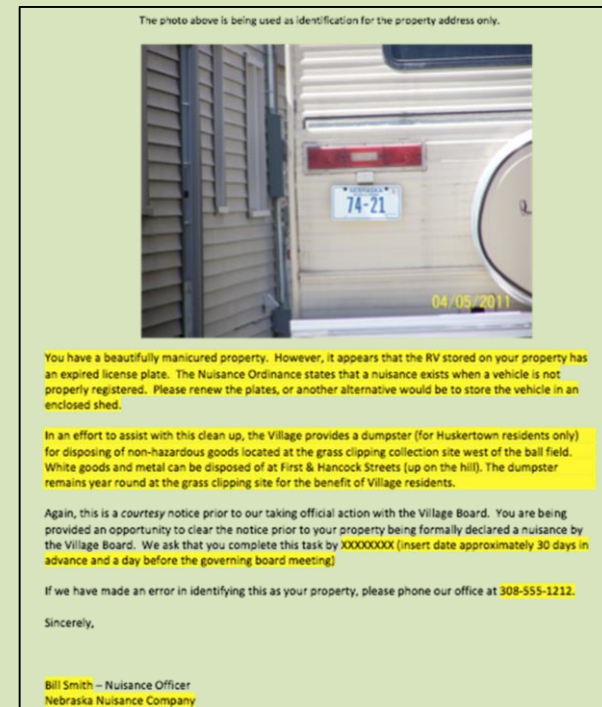 The photo above is being used as identification for the property address only.
NEBRASKA
74-21
04/05/2011
You have a beautifully manicured property. However, it appears that the RV stored on your property has
an expired license plate. The Nuisance Ordinance states that a nuisance exists when a vehicle is not
properly registered. Please renew the plates, or another alternative would be to store the vehicle in an
enclosed shed.
In an effort to assist with this clean up, the Village provides a dumpster (for Huskertown residents only)
for disposing of non-hazardous goods located at the grass clipping collection site west of the ball field.
White goods and metal can be disposed of at First & Hancock Streets (up on the hill). The dumpster
remains year round at the grass clipping site for the benefit of Village residents.
Again, this is a courtesy notice prior to our taking official action with the Village Board. You are being
provided an opportunity to clear the notice prior to your property being formally declared a nuisance by
the Village Board. We ask that you complete this task by XXXXXXXX (insert date approximately 30 days in
advance and a day before the governing board meeting)
If we have made an error in identifying this as your property, please phone our office at 308-555-1212.
Sincerely,
Bill Smith – Nuisance Officer
Nebraska Nuisance Company